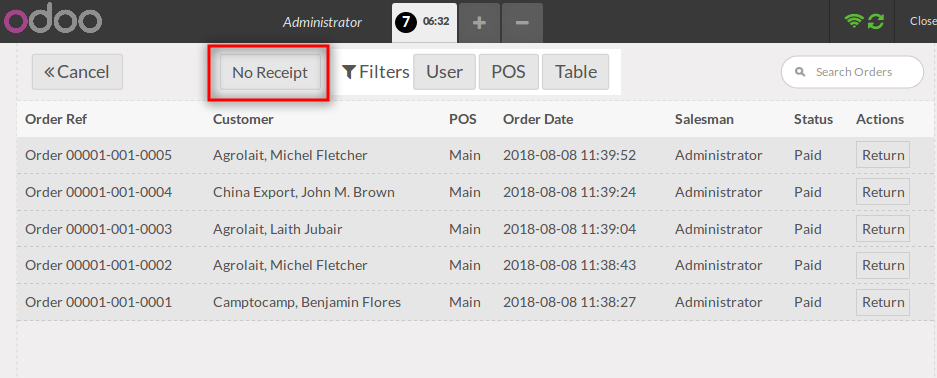 odoo Administrator 7 06:32 + − Close
« Cancel No Receipt Filters User POS Table Search Orders
Order Ref Customer POS Order Date Salesman Status Actions
Order 00001-001-0005 Agrolait, Michel Fletcher Main 2018-08-08 11:39:52 Administrator Paid Return
Order 00001-001-0004 China Export, John M. Brown Main 2018-08-08 11:39:24 Administrator Paid Return
Order 00001-001-0003 Agrolait, Laith Jubair Main 2018-08-08 11:39:04 Administrator Paid Return
Order 00001-001-0002 Agrolait, Michel Fletcher Main 2018-08-08 11:38:43 Administrator Paid Return
Order 00001-001-0001 Camptocamp, Benjamin Flores Main 2018-08-08 11:38:27 Administrator Paid Return